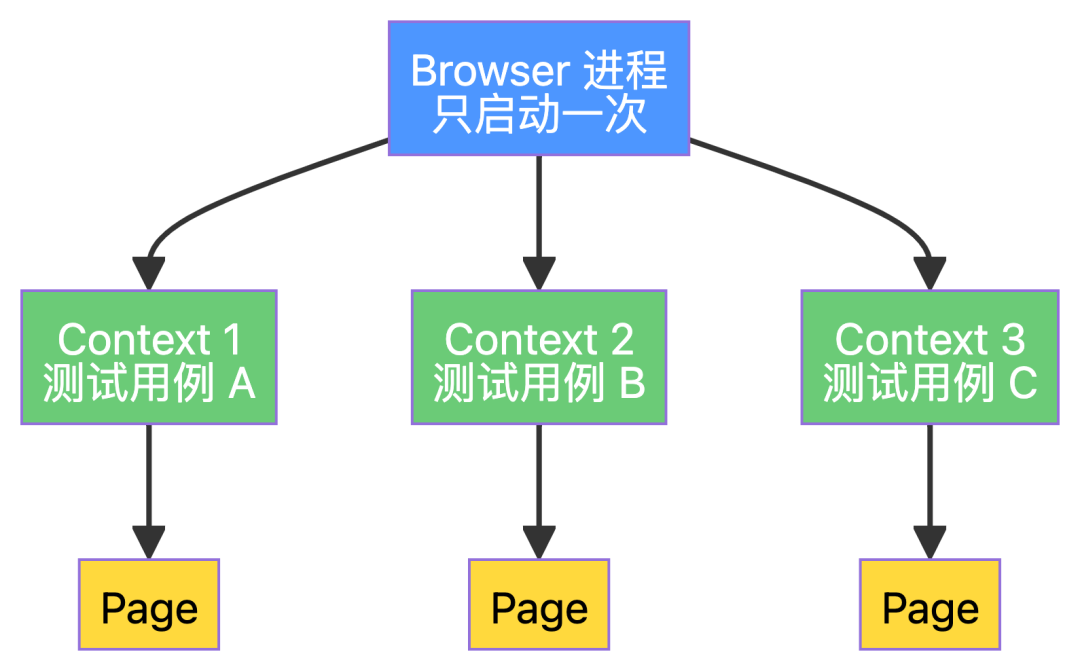 Browser 进程
只启动一次
Context 1
测试用例 A
Context 2
测试用例 B
Context 3
测试用例 C
Page
Page
Page